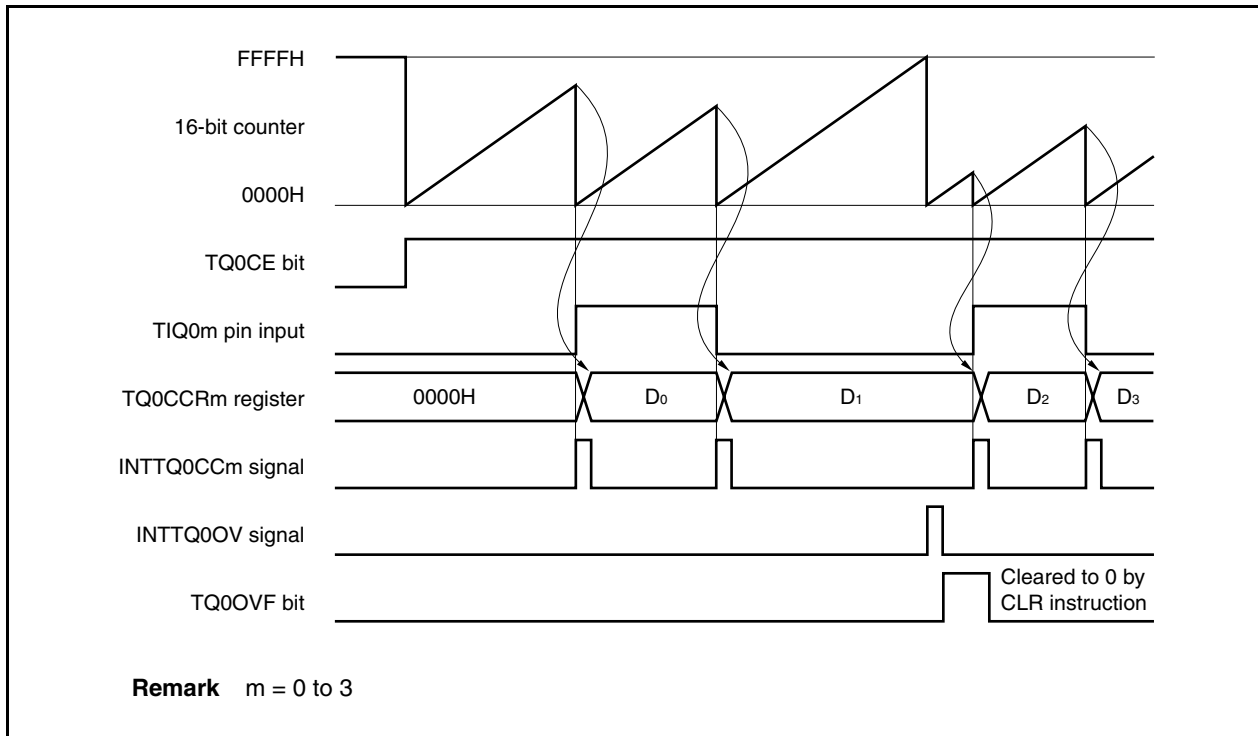 FFFFH
16-bit counter
0000H
TQ0CE bit
TIQ0m pin input
TQ0CCRm register
0000H
D0
D1
D2
D3
INTTQ0CCm signal
INTTQ0OV signal
TQ0OVF bit
Cleared to 0 by
CLR instruction
Remark m = 0 to 3